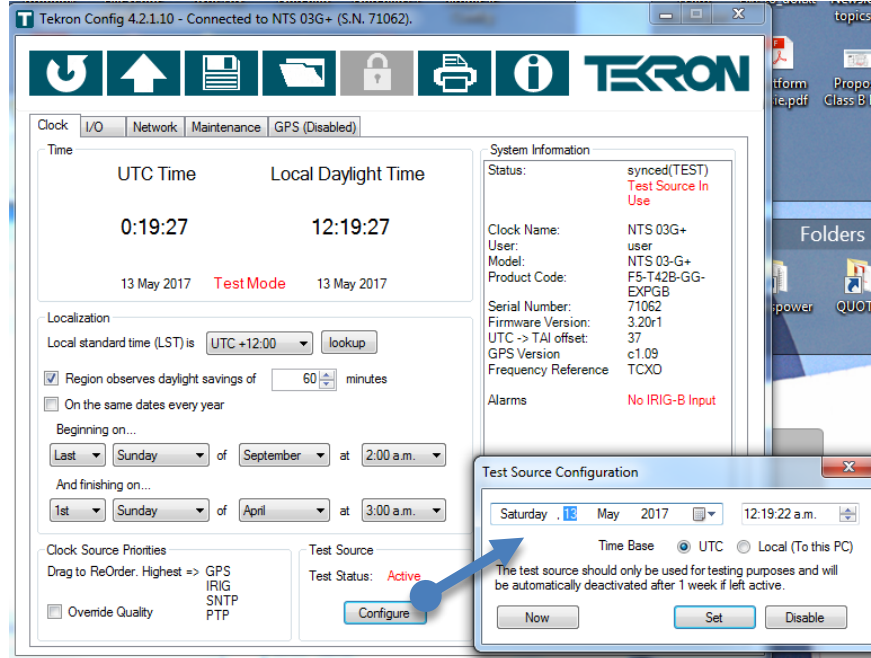 Tekron Config 4.2.1.10 - Connected to NTS 03G+ (S.N. 71062).
topics
TEKRON
Clock I/O Network Maintenance GPS (Disabled)
Time
UTC Time Local Daylight Time
0:19:27 12:19:27
13 May 2017 Test Mode 13 May 2017
Localization
Local standard time (LST) is UTC +12:00 lookup
Region observes daylight savings of 60 minutes
On the same dates every year
Beginning on...
Last Sunday of September at 2:00 a.m.
And finishing on...
1st Sunday of April at 3:00 a.m.
Clock Source Priorities
Drag to ReOrder. Highest => GPS
IRIG
SNTP
PTP
Override Quality
Test Source
Test Status: Active
Configure
System Information
Status: synced(TEST)
Test Source In
Use
Clock Name: NTS 03G+
User: user
Model: NTS 03-G+
Product Code: F5-T42B-GG-
EXPGB
Serial Number: 71062
Firmware Version: 3.20r1
UTC -> TAI offset: 37
GPS Version c1.09
Frequency Reference TCXO
Alarms No IRIG-B Input
Test Source Configuration
Saturday , 13 May 2017 12:19:22 a.m.
Time Base UTC Local (To this PC)
The test source should only be used for testing purposes and will
be automatically deactivated after 1 week if left active.
Now Set Disable
tform Propo
ie.pdf Class B
Folders
spower QUOT